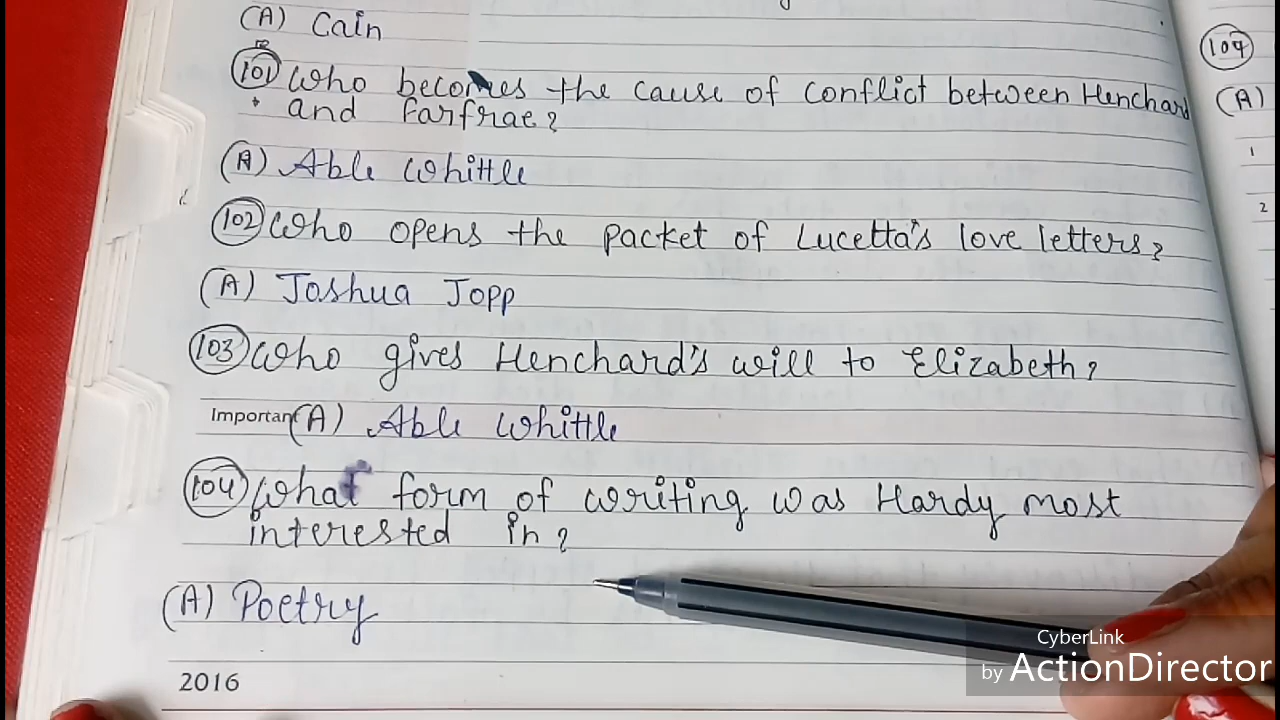 (A) Cain
(101) Who becomes the cause of conflict between Henchard
and Farfrae?
(A) Able Whittle
(102) Who opens the packet of Lucetta's love letters?
(A) Joshua Jopp
(103) Who gives Henchard's will to Elizabeth?
Importan (A) Able Whittle
(104) What form of writing was Hardy most
interested in?
(A) Poetry
2016
(104)
(A)
1
2
CyberLink
by ActionDirector